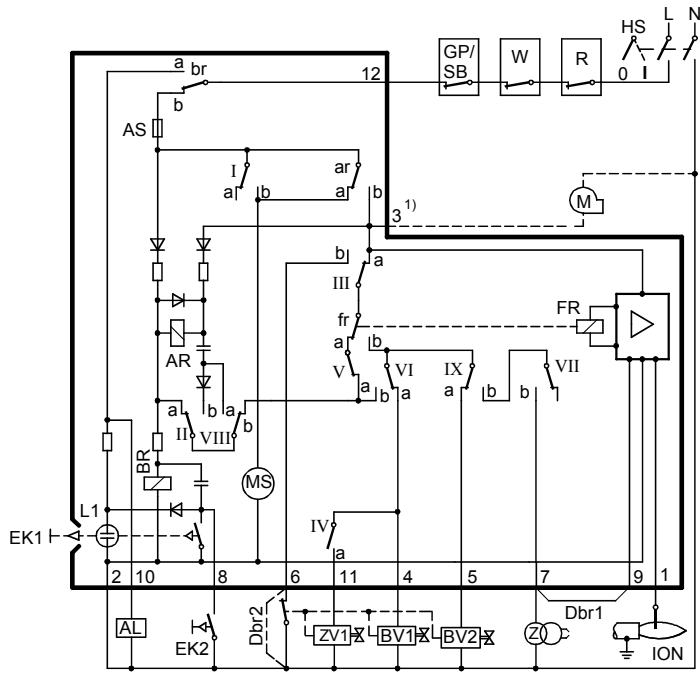 HS L N
a br
b
12
GP/
SB
W
R
0 I
AS
I
a b
ar
a b
3 1)
M
b a
III
fr
FR
a b
V
a
VI
b a
IX
a b
VII
b
AR
a b a b
II VIII
BR
MS
L1
EK1
IV
a
2 10 8 6 11 4 5 7 9 1
AL
EK2
Dbr2
ZV1
BV1
BV2
Z
Dbr1
ION